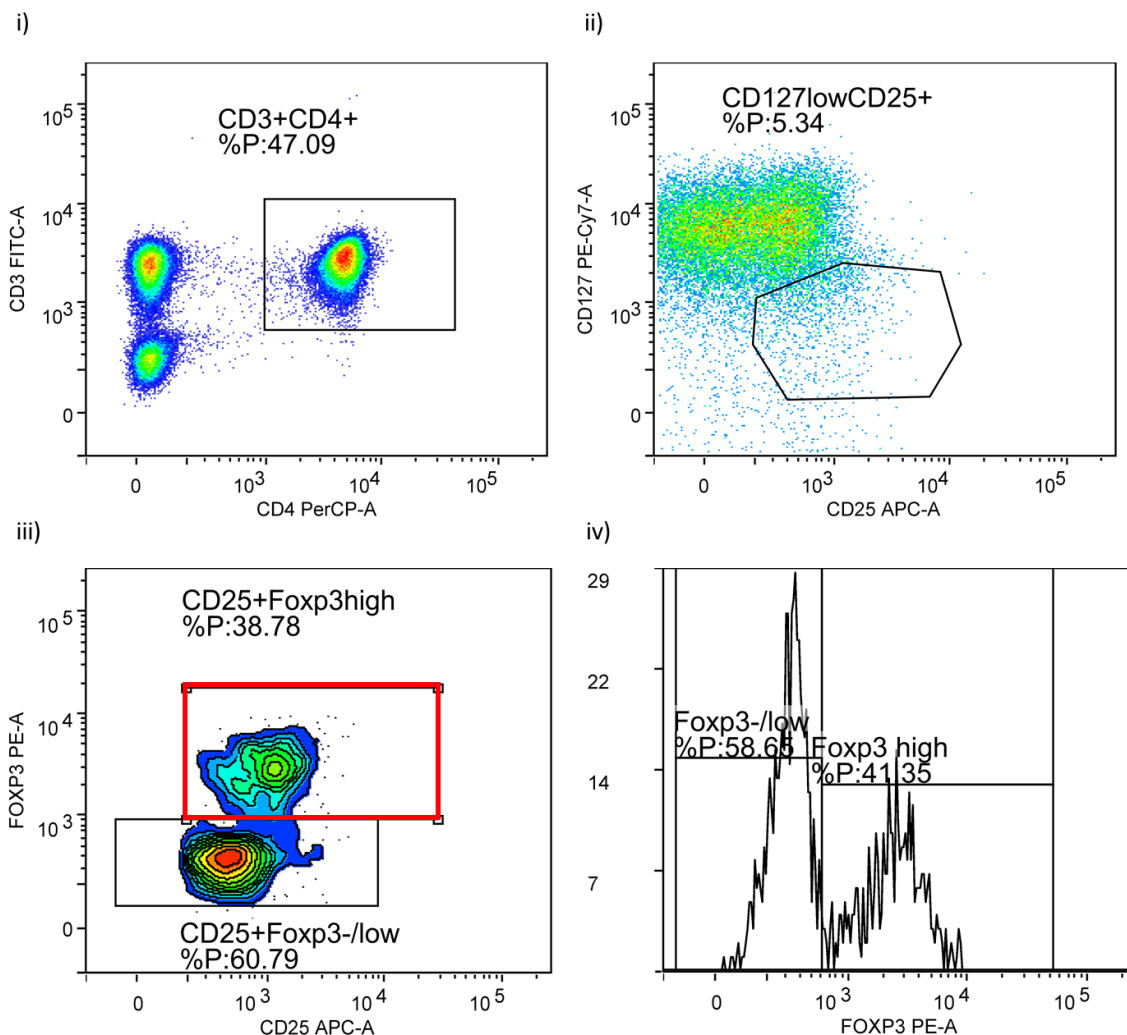 i)
CD3+CD4+
%P:47.09
CD3 FITC-A
10^5
10^4
10^3
0
0 10^3 10^4 10^5
CD4 PerCP-A
ii)
CD127lowCD25+
%P:5.34
CD127 PE-Cy7-A
10^5
10^4
10^3
0
0 10^3 10^4 10^5
CD25 APC-A
iii)
CD25+Foxp3high
%P:38.78
FOXP3 PE-A
10^5
10^4
10^3
0
CD25+Foxp3-/low
%P:60.79
0 10^3 10^4 10^5
CD25 APC-A
iv)
29
22
14
7
Foxp3-/low
%P:58.65
Foxp3 high
%P:41.35
0 10^3 10^4 10^5
FOXP3 PE-A